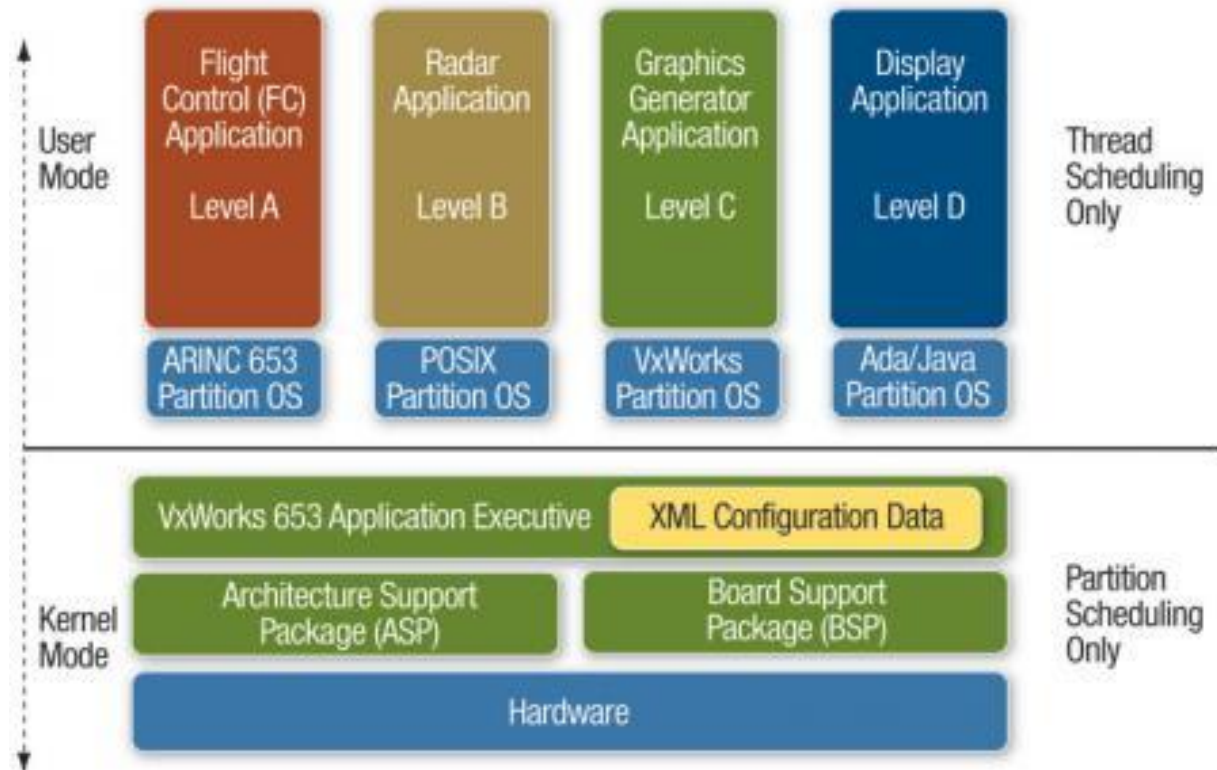 User
Mode
Flight
Control (FC)
Application
Level A
Radar
Application
Level B
Graphics
Generator
Application
Level C
Display
Application
Level D
Thread
Scheduling
Only
ARINC 653
Partition OS
POSIX
Partition OS
VxWorks
Partition OS
Ada/Java
Partition OS
Kernel
Mode
VxWorks 653 Application Executive
XML Configuration Data
Architecture Support
Package (ASP)
Board Support
Package (BSP)
Hardware
Partition
Scheduling
Only